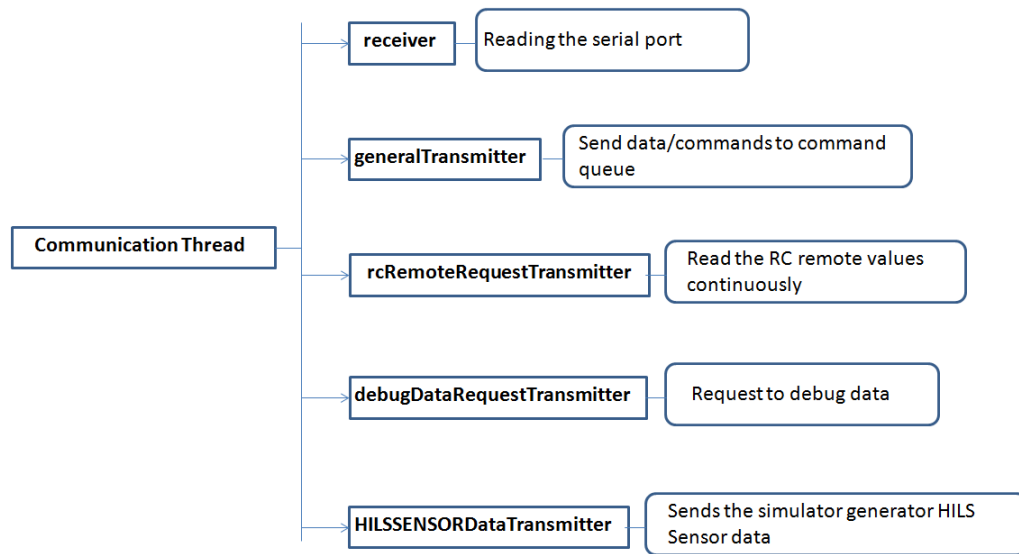 receiver
Reading the serial port
generalTransmitter
Send data/commands to command
queue
Communication Thread
rcRemoteRequestTransmitter
Read the RC remote values
continuously
debugDataRequestTransmitter
Request to debug data
HILSSENSORDataTransmitter
Sends the simulator generator HILS
Sensor data